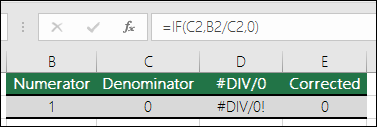 fx =IF(C2,B2/C2,0)
B C D E
Numerator Denominator #DIV/0 Corrected
1 0 #DIV/0! 0